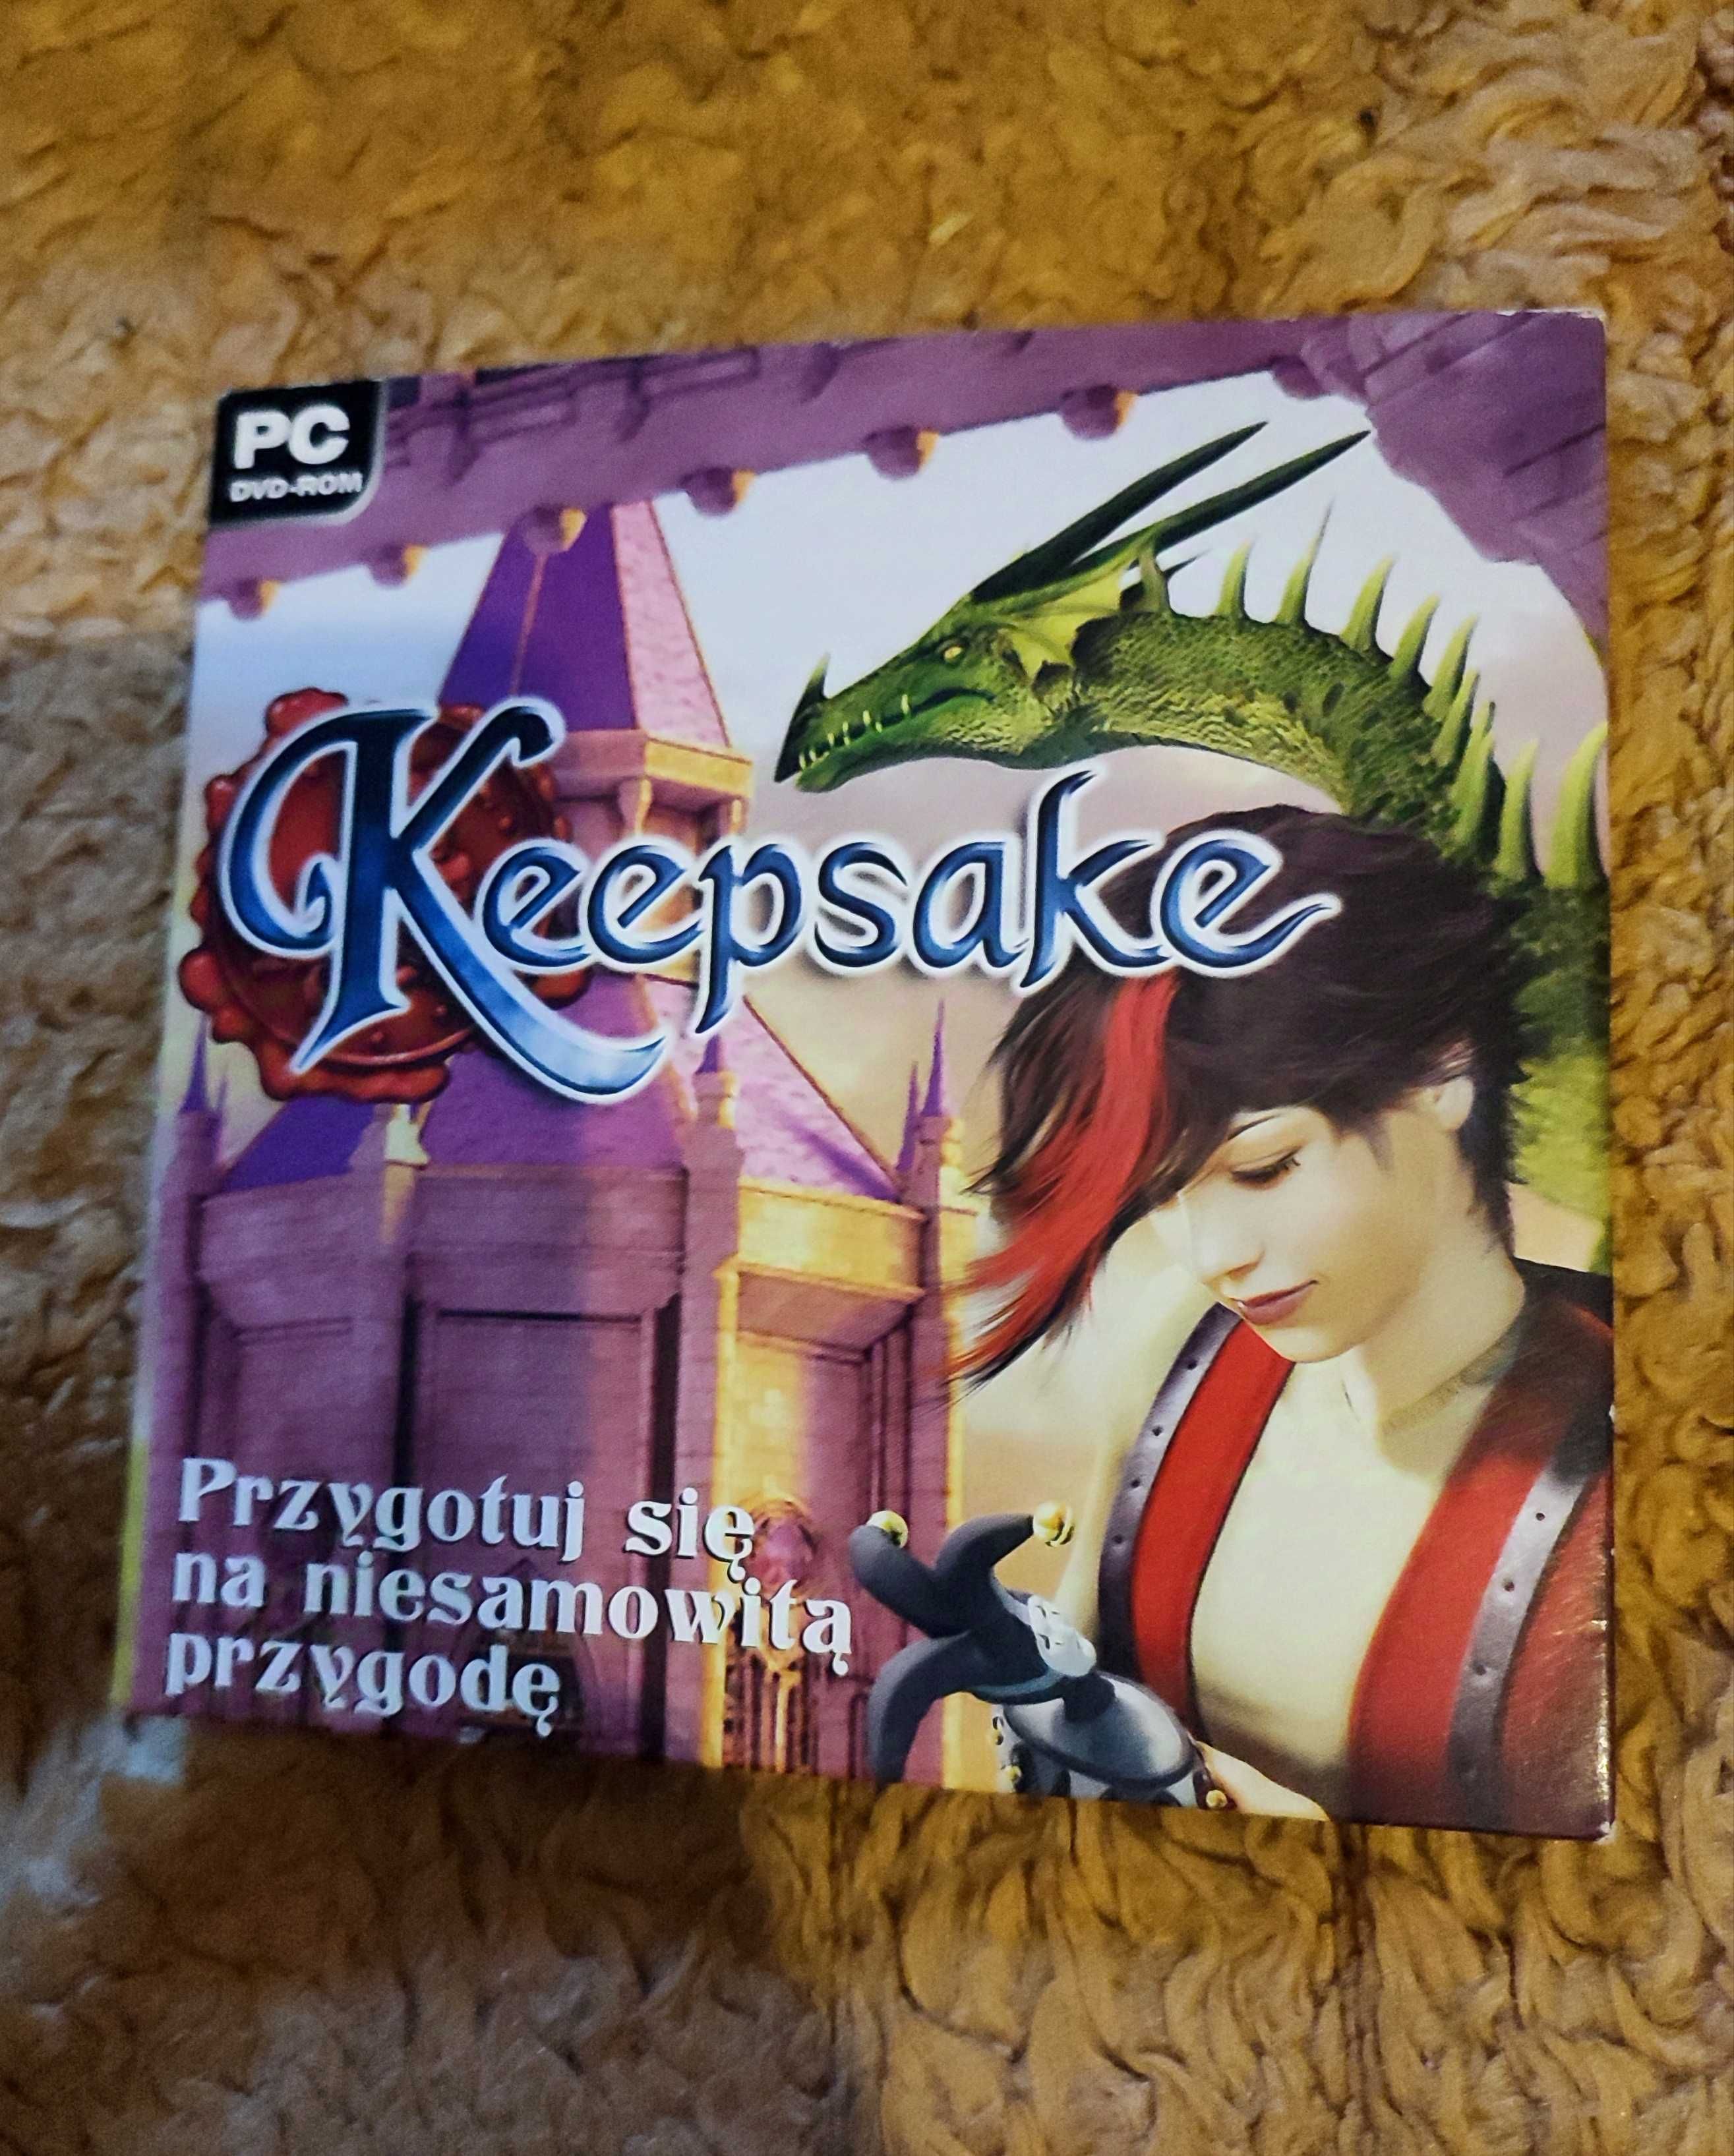 PC
DVD-ROM
Keepsake
Przygotuj się
na niesamowitą
przygodę